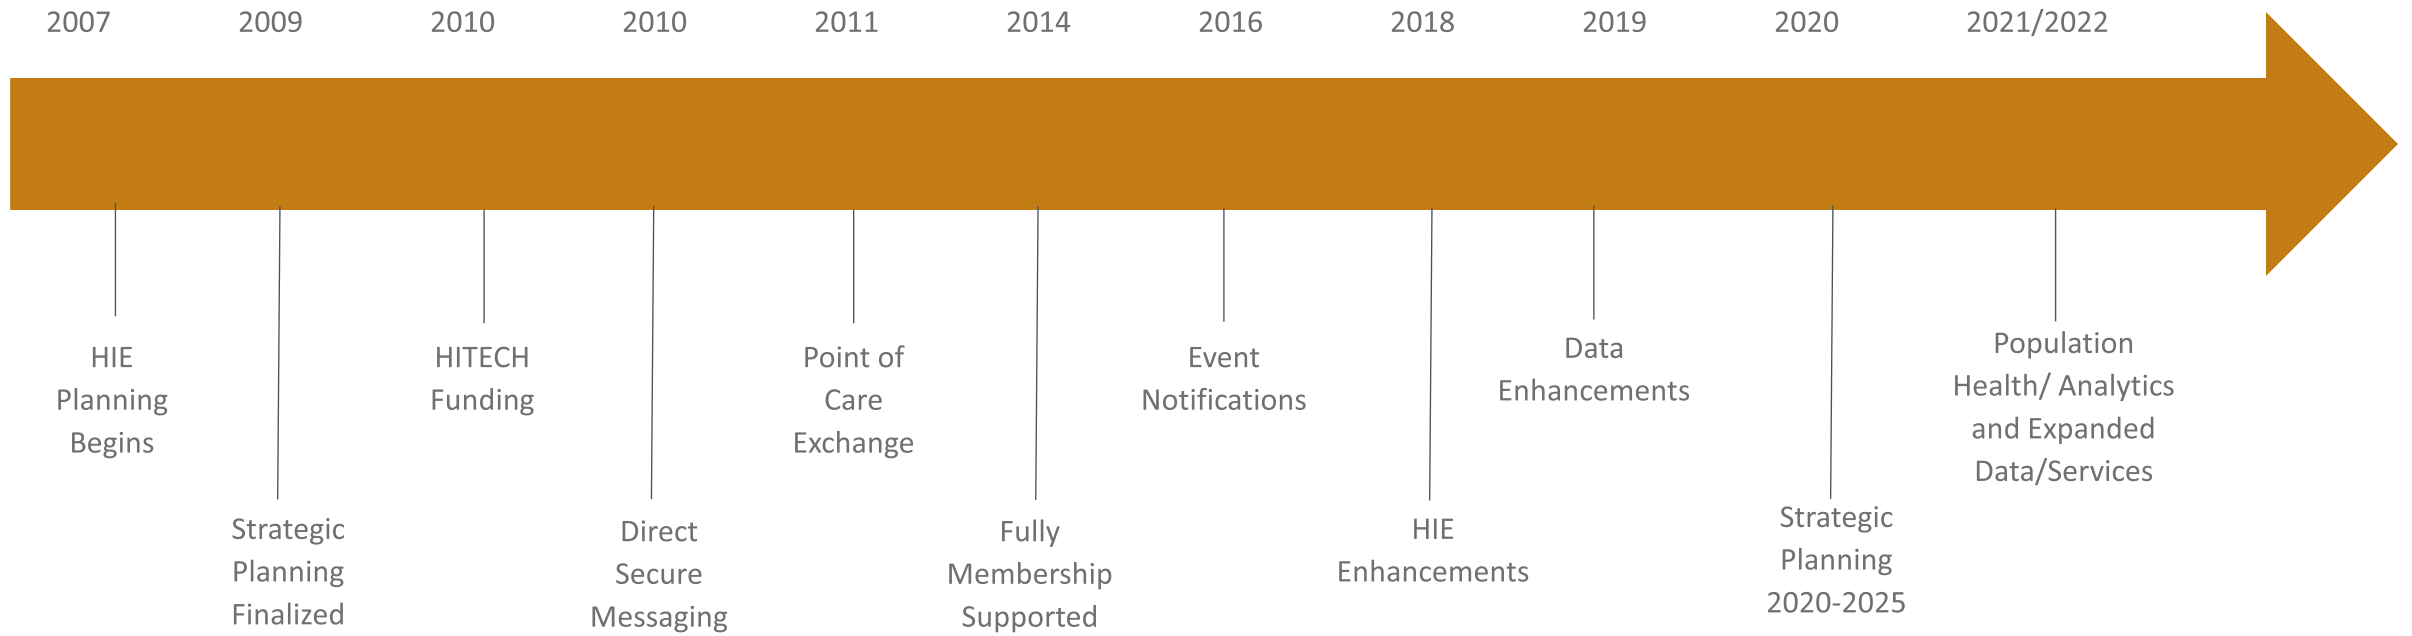 2007
2009
2010
2010
2011
2014
2016
2018
2019
2020
2021/2022
HIE
Planning
Begins
Strategic
Planning
Finalized
HITECH
Funding
Direct
Secure
Messaging
Point of
Care
Exchange
Fully
Membership
Supported
Event
Notifications
HIE
Enhancements
Data
Enhancements
Strategic
Planning
2020-2025
Population
Health/ Analytics
and Expanded
Data/Services